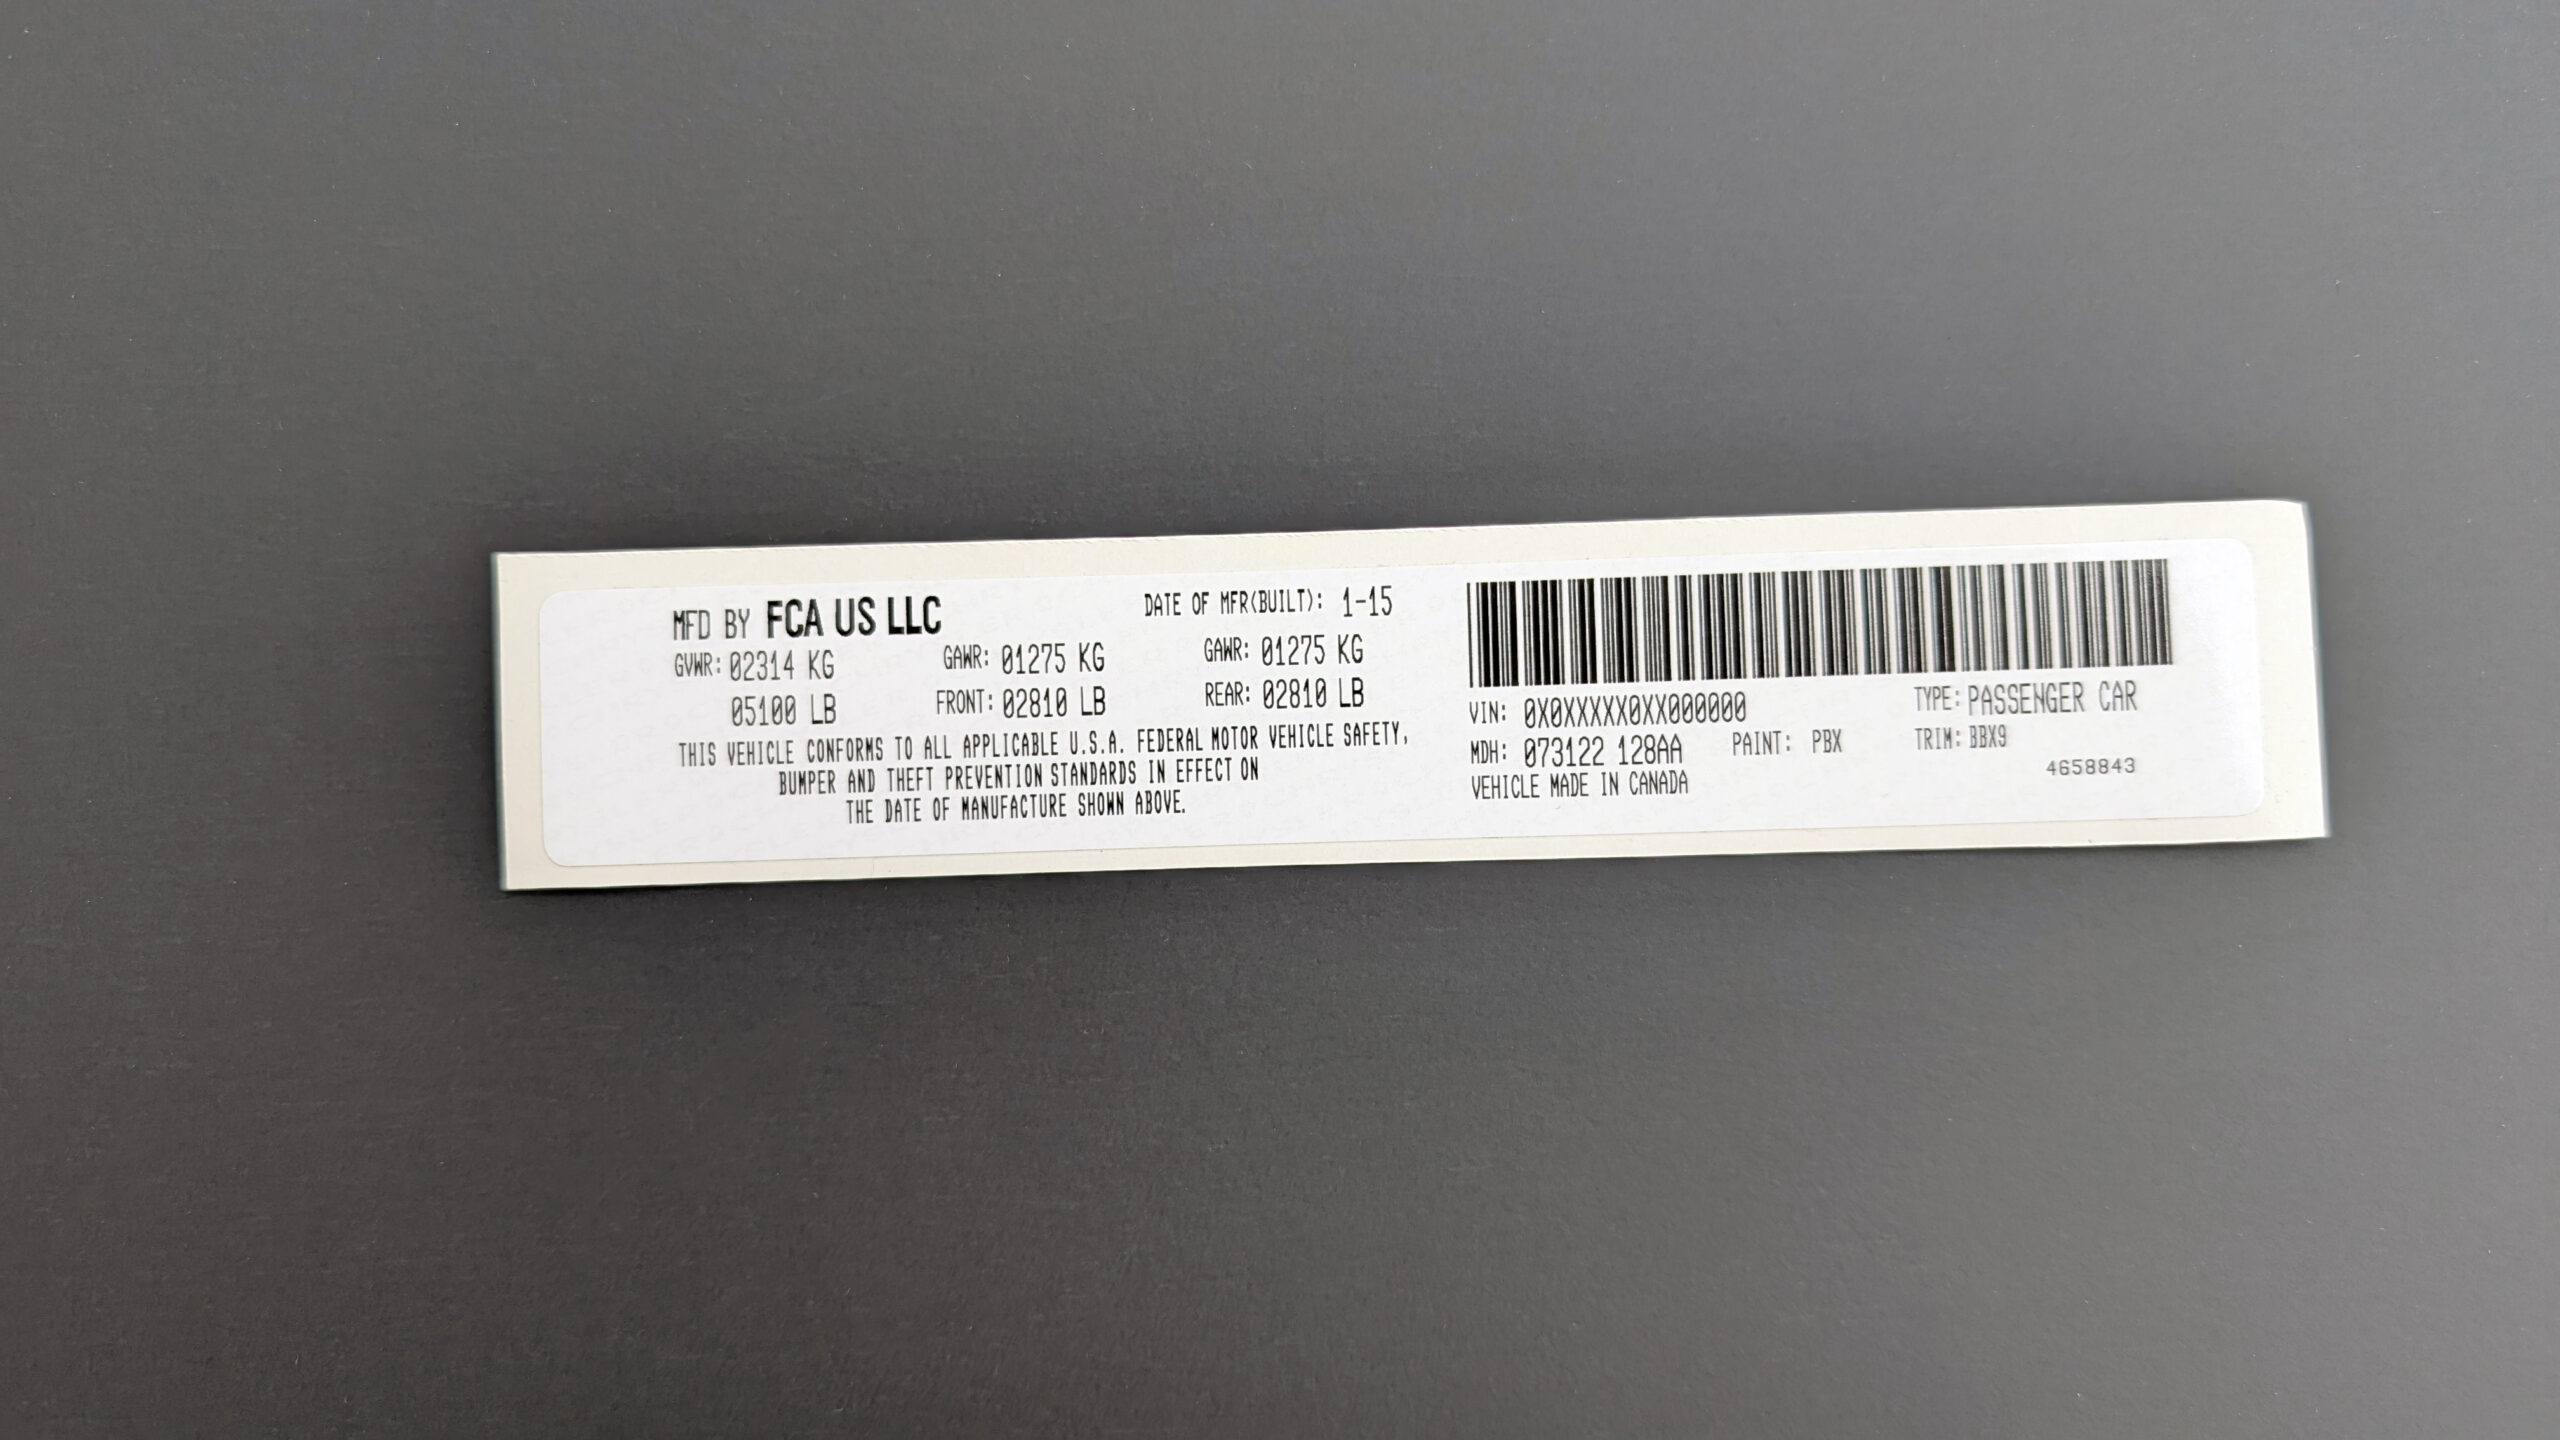 MFD BY FCA US LLC DATE OF MFR(BUILT): 1-15
GVWR: 02314 KG GAWR: 01275 KG GAWR: 01275 KG
05100 LB FRONT: 02810 LB REAR: 02810 LB
THIS VEHICLE CONFORMS TO ALL APPLICABLE U.S.A. FEDERAL MOTOR VEHICLE SAFETY,
BUMPER AND THEFT PREVENTION STANDARDS IN EFFECT ON
THE DATE OF MANUFACTURE SHOWN ABOVE.
VIN: 0X0XXXXX0XX000000 TYPE: PASSENGER CAR
MDH: 073122 128AA PAINT: PBX TRIM: BBX9
VEHICLE MADE IN CANADA 4658843